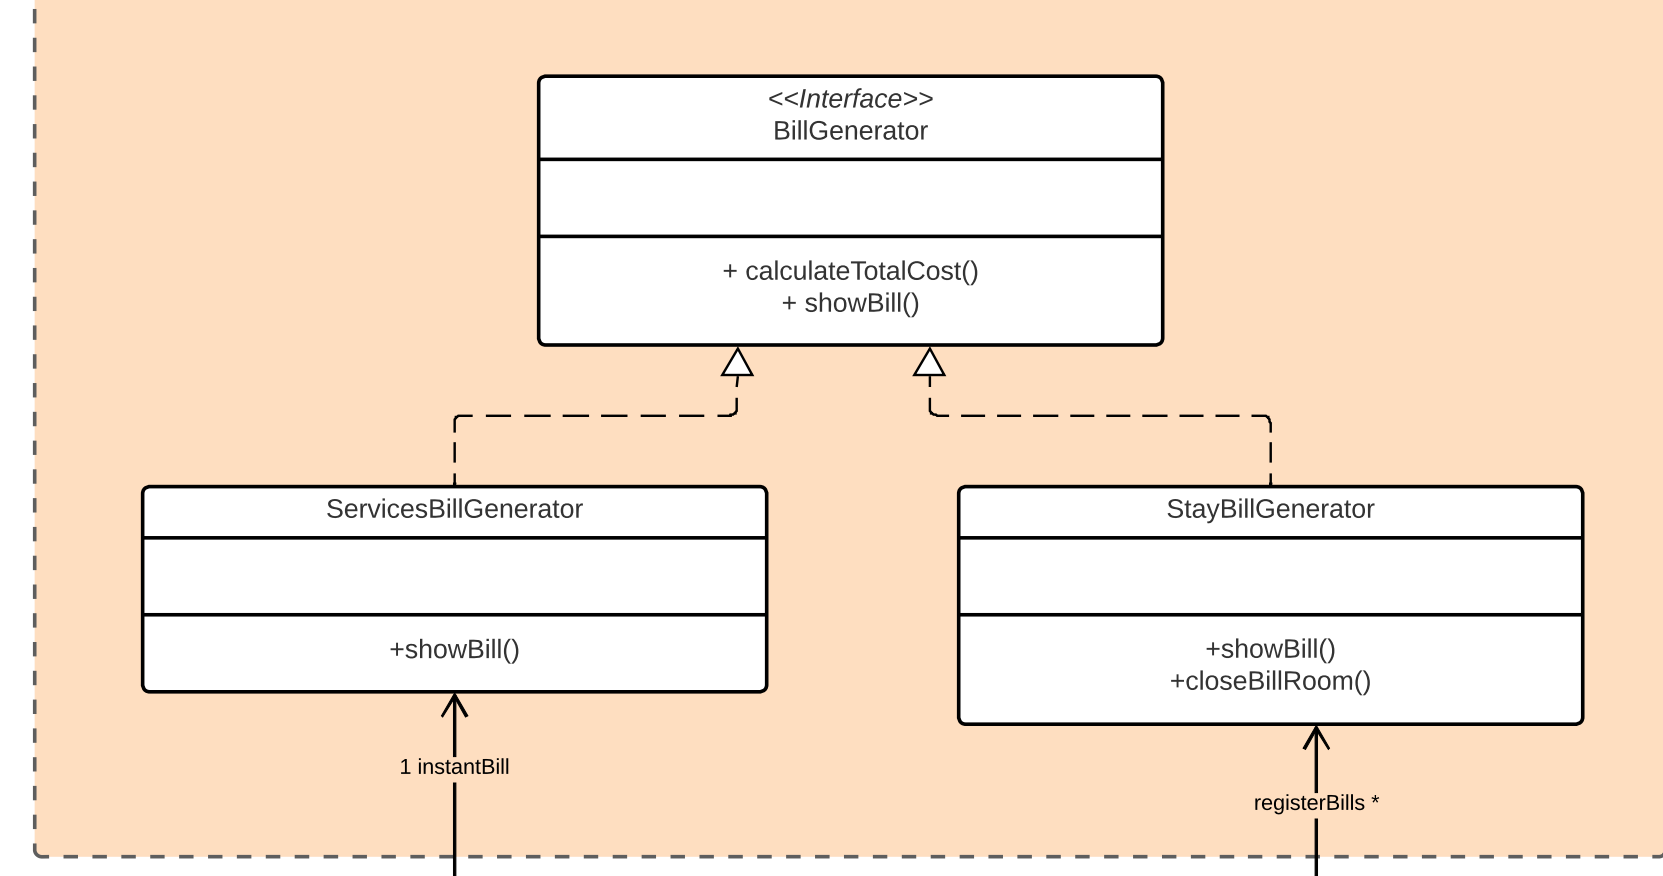 <<Interface>>
BillGenerator
+ calculateTotalCost()
+ showBill()
ServicesBillGenerator
+showBill()
StayBillGenerator
+showBill()
+closeBillRoom()
1 instantBill
registerBills *